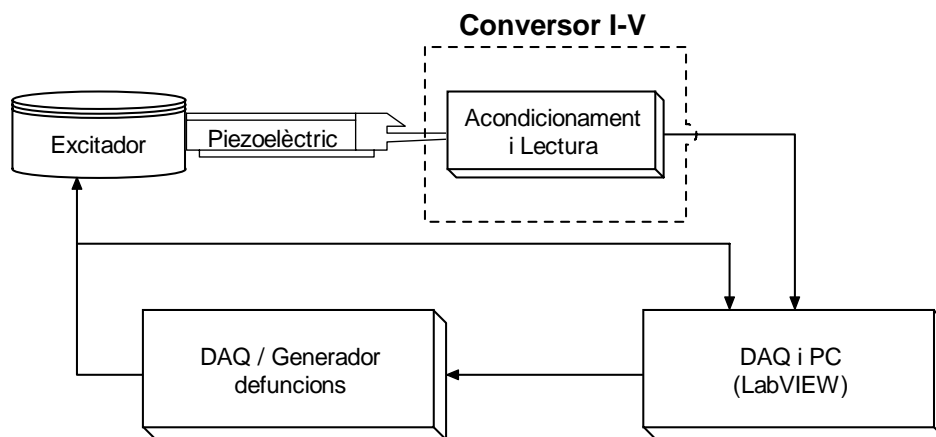 Conversor I-V
Excitador
Piezoelèctric
Acondicionament
i Lectura
DAQ / Generador
defuncions
DAQ i PC
(LabVIEW)